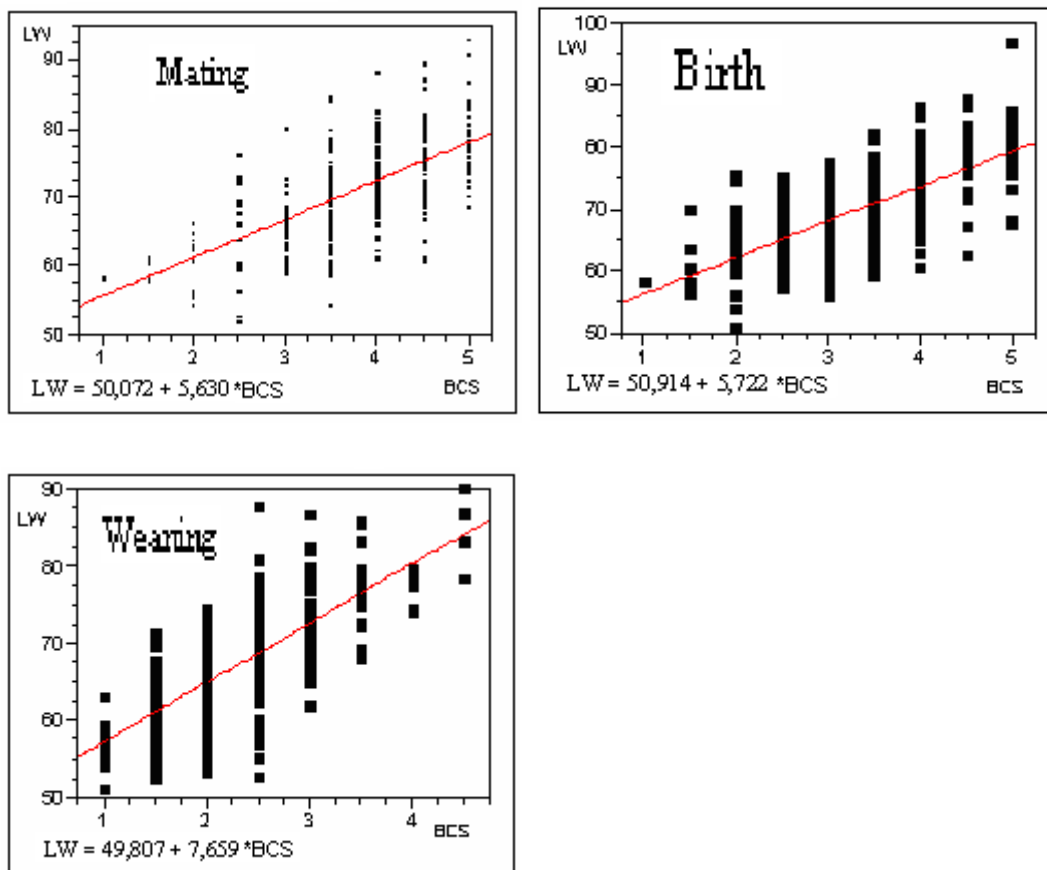 LW
Mating
90
80
70
60
50
1 2 3 4 5
LW = 50,072 + 5,630 *BCS
BCS
100
LW
Birth
90
80
70
60
50
1 2 3 4 5
LW = 50,914 + 5,722 *BCS
BCS
90
LW
Weaning
80
70
60
50
1 2 3 4
BCS
LW = 49,807 + 7,659 *BCS